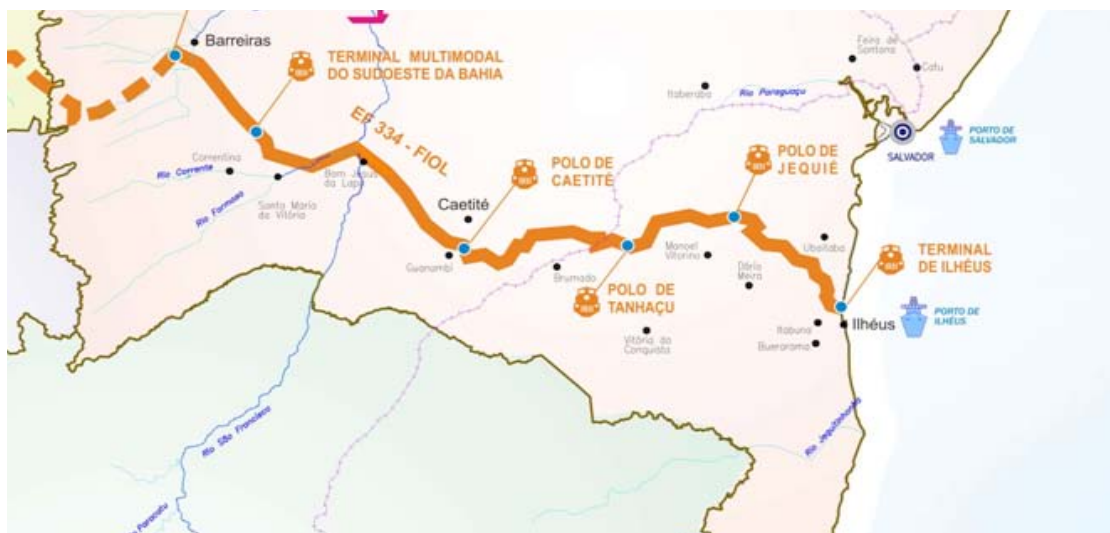 Barreiras
TERMINAL MULTIMODAL
DO SUDOESTE DA BAHIA
Feira de
Santana
Catu
Itaberaba
Rio Paraguaçu
PORTO DE
SALVADOR
SALVADOR
EF 334 - FIOL
Correntina
Rio Corrente
Bom Jesus
da Lapa
Rio Formoso
Santa Maria
da Vitória
POLO DE
CAETITÉ
POLO DE
JEQUIÉ
Caetité
Guanambi
Brumado
Manoel
Vitorino
Ubaitaba
Dário
Meira
TERMINAL
DE ILHÉUS
POLO DE
TANHAÇU
PORTO DE
ILHÉUS
Ilhéus
Itabuna
Buerarema
Vitória da
Conquista
Rio São Francisco
Rio Jequitinhonha
Rio Paracatu